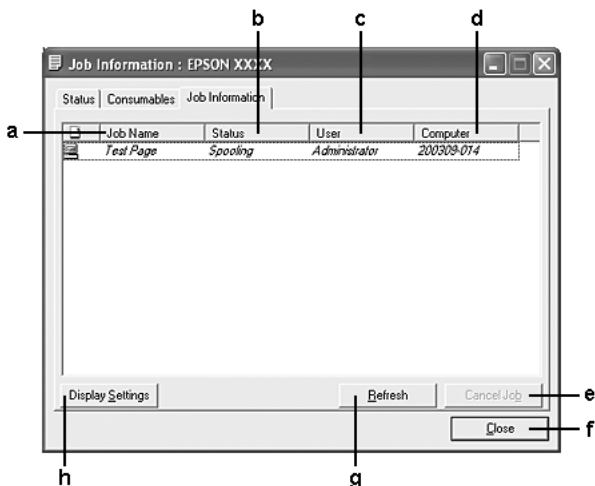 b c d
Job Information : EPSON XXXX
Status Consumables Job Information
a
Job Name Status User Computer
Test Page Spooling Administrator 200309-014
Display Settings Refresh Cancel Job e
Close f
h g